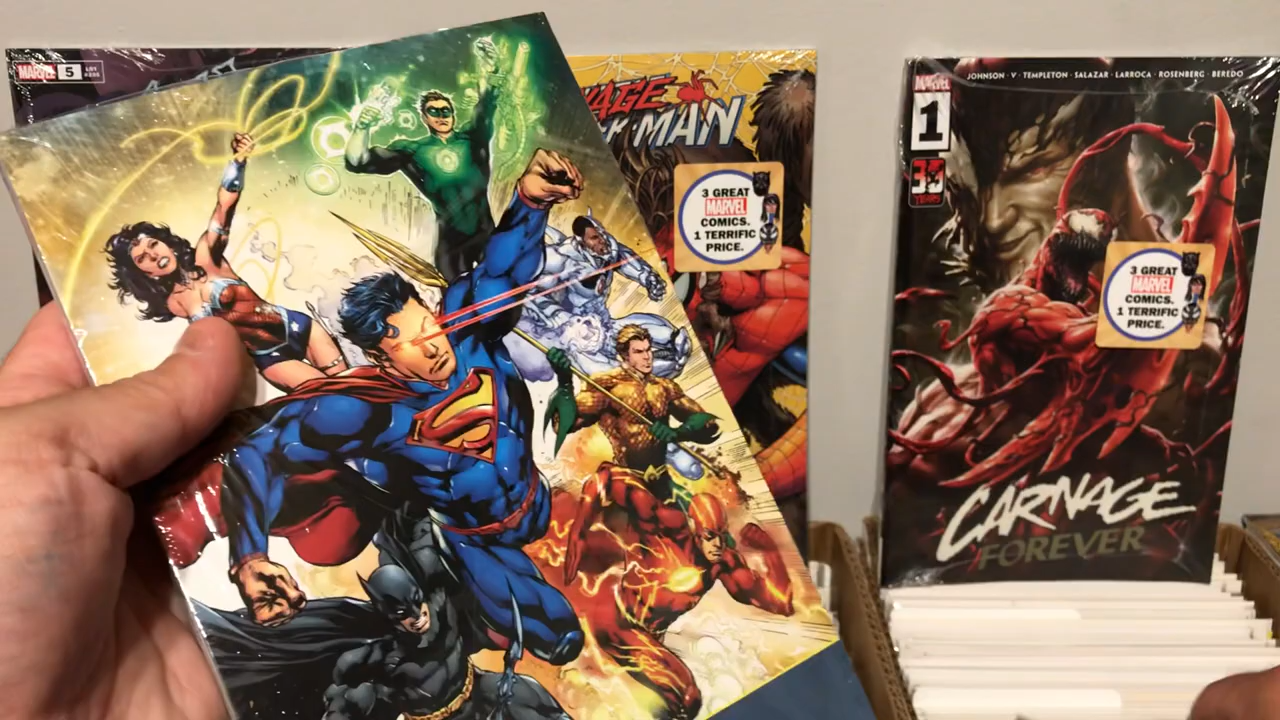 MARVEL 5 LGY
MAN
3 GREAT
MARVEL
COMICS.
1 TERRIFIC
PRICE.
JOHNSON · V · TEMPLETON · SALAZAR · LARROCA · ROSENBERG · BEREDO
MARVEL
1
30
YEARS
3 GREAT
MARVEL
COMICS.
1 TERRIFIC
PRICE.
CARNAGE
FOREVER